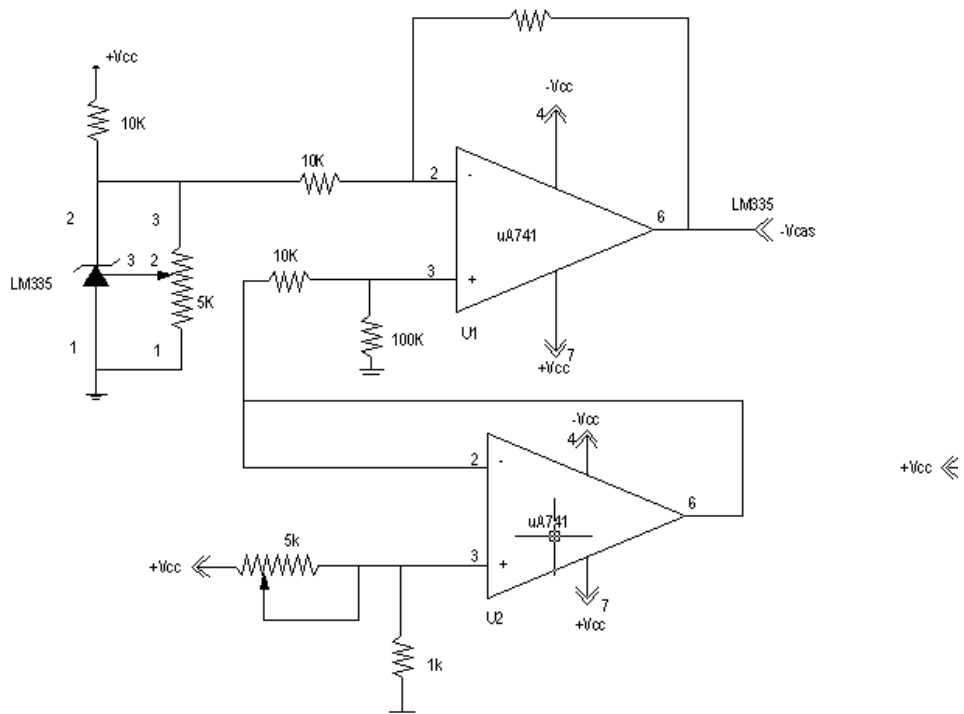 +Vcc
10K
2
3
3
2
LM335
5K
1
1
10K
2
-
-Vcc
4
uA741
6
LM335
-Vcas
10K
3
+
100K
U1
7
+Vcc
-Vcc
4
2
-
6
+Vcc
uA741
5k
+Vcc
3
+
U2
7
+Vcc
1k